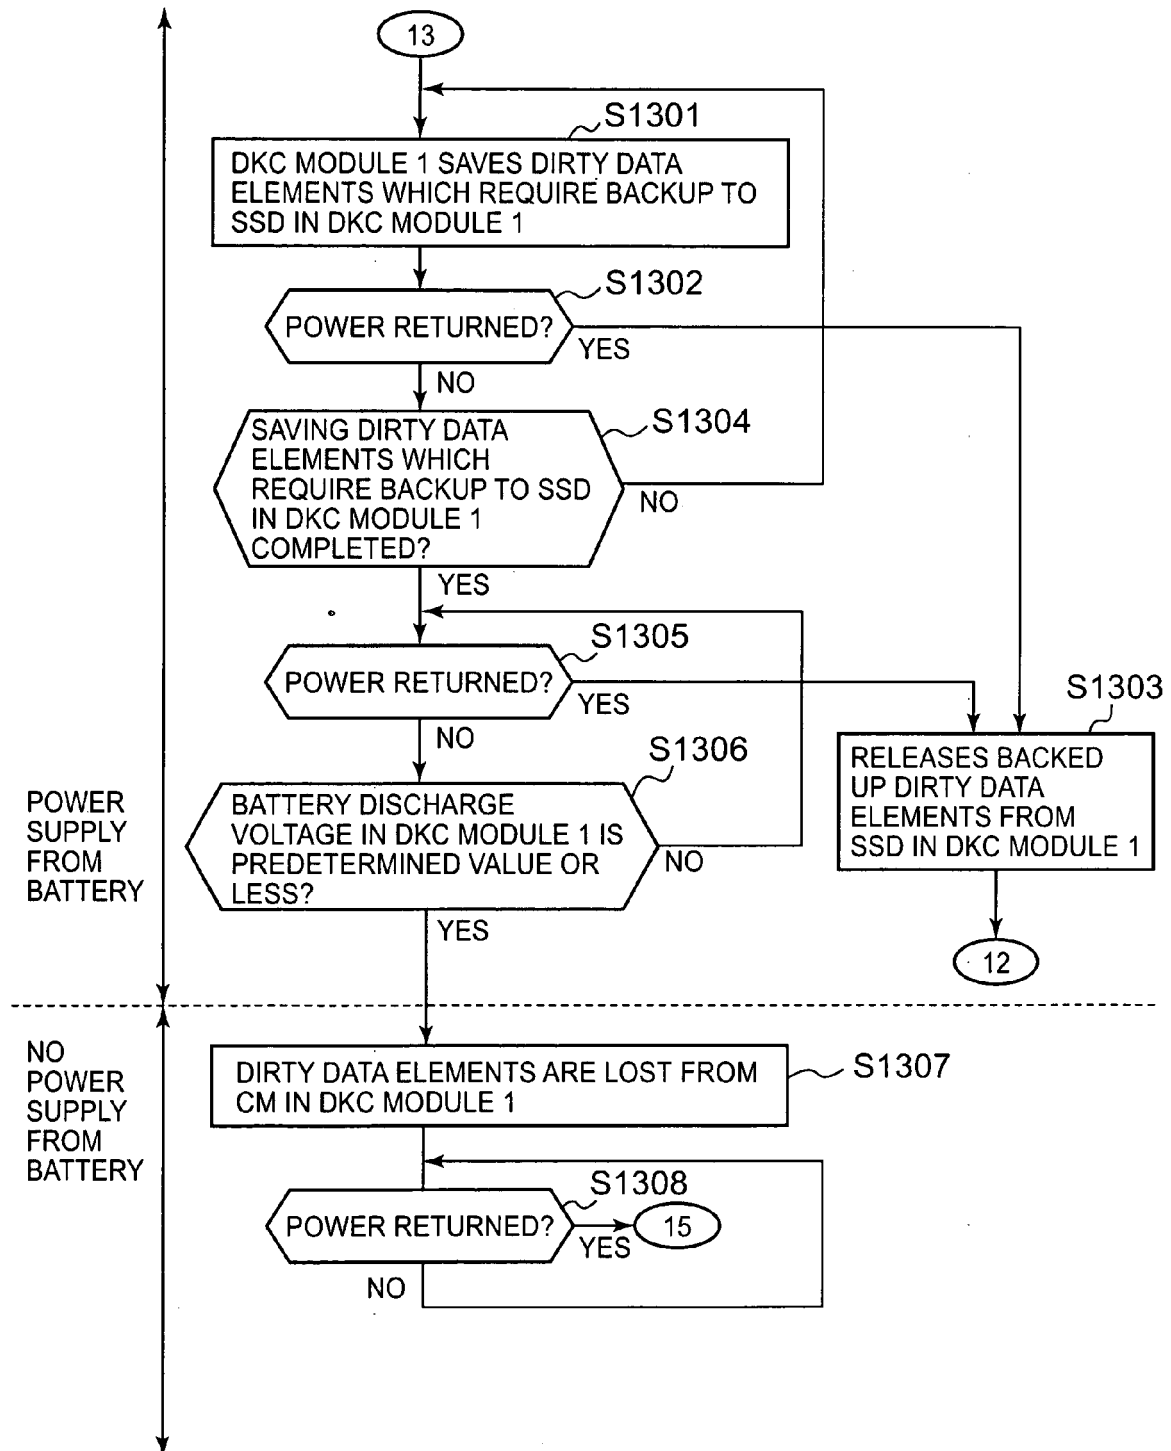 13
S1301
DKC MODULE 1 SAVES DIRTY DATA
ELEMENTS WHICH REQUIRE BACKUP TO
SSD IN DKC MODULE 1
S1302
POWER RETURNED?
YES
NO
S1304
SAVING DIRTY DATA
ELEMENTS WHICH
REQUIRE BACKUP TO SSD
IN DKC MODULE 1
COMPLETED?
NO
YES
S1305
POWER RETURNED?
YES
NO
S1303
RELEASES BACKED
UP DIRTY DATA
ELEMENTS FROM
SSD IN DKC MODULE 1
12
S1306
BATTERY DISCHARGE
VOLTAGE IN DKC MODULE 1 IS
PREDETERMINED VALUE OR
LESS?
NO
YES
POWER
SUPPLY
FROM
BATTERY
NO
POWER
SUPPLY
FROM
BATTERY
S1307
DIRTY DATA ELEMENTS ARE LOST FROM
CM IN DKC MODULE 1
S1308
POWER RETURNED?
YES
15
NO